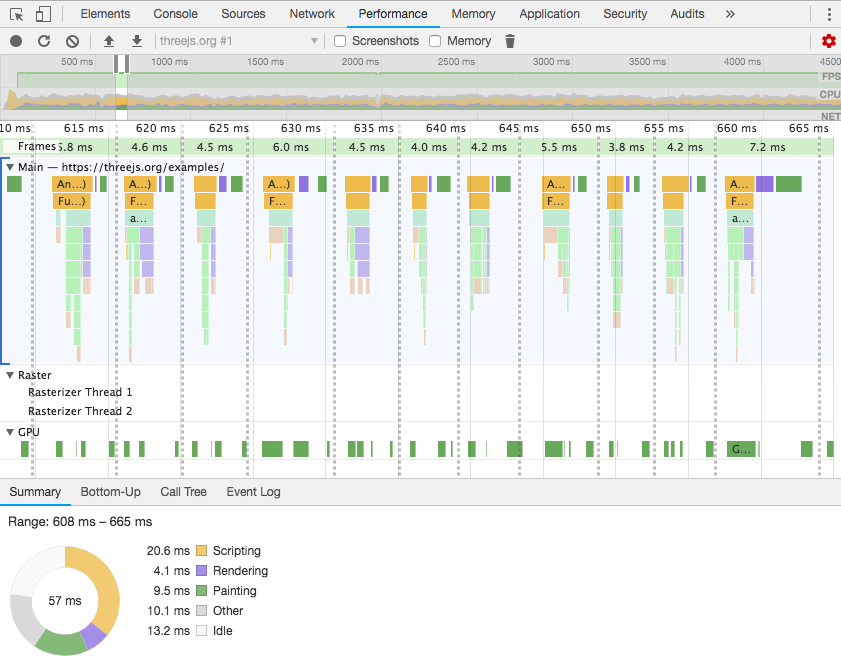 Elements Console Sources Network Performance Memory Application Security Audits »
threejs.org #1 Screenshots Memory
500 ms 1000 ms 1500 ms 2000 ms 2500 ms 3000 ms 3500 ms 4000 ms 4500
FPS
CPU
NET
10 ms 615 ms 620 ms 625 ms 630 ms 635 ms 640 ms 645 ms 650 ms 655 ms 660 ms 665 ms
Frames 5.8 ms 4.6 ms 4.5 ms 6.0 ms 4.5 ms 4.0 ms 4.2 ms 5.5 ms 3.8 ms 4.2 ms 7.2 ms
Main — https://threejs.org/examples/
An...) A...) A...) A... A...
Fu...) F... F... F... F...
a... a...
Raster
Rasterizer Thread 1
Rasterizer Thread 2
GPU
G...
Summary Bottom-Up Call Tree Event Log
Range: 608 ms – 665 ms
20.6 ms Scripting
4.1 ms Rendering
9.5 ms Painting
10.1 ms Other
13.2 ms Idle
57 ms